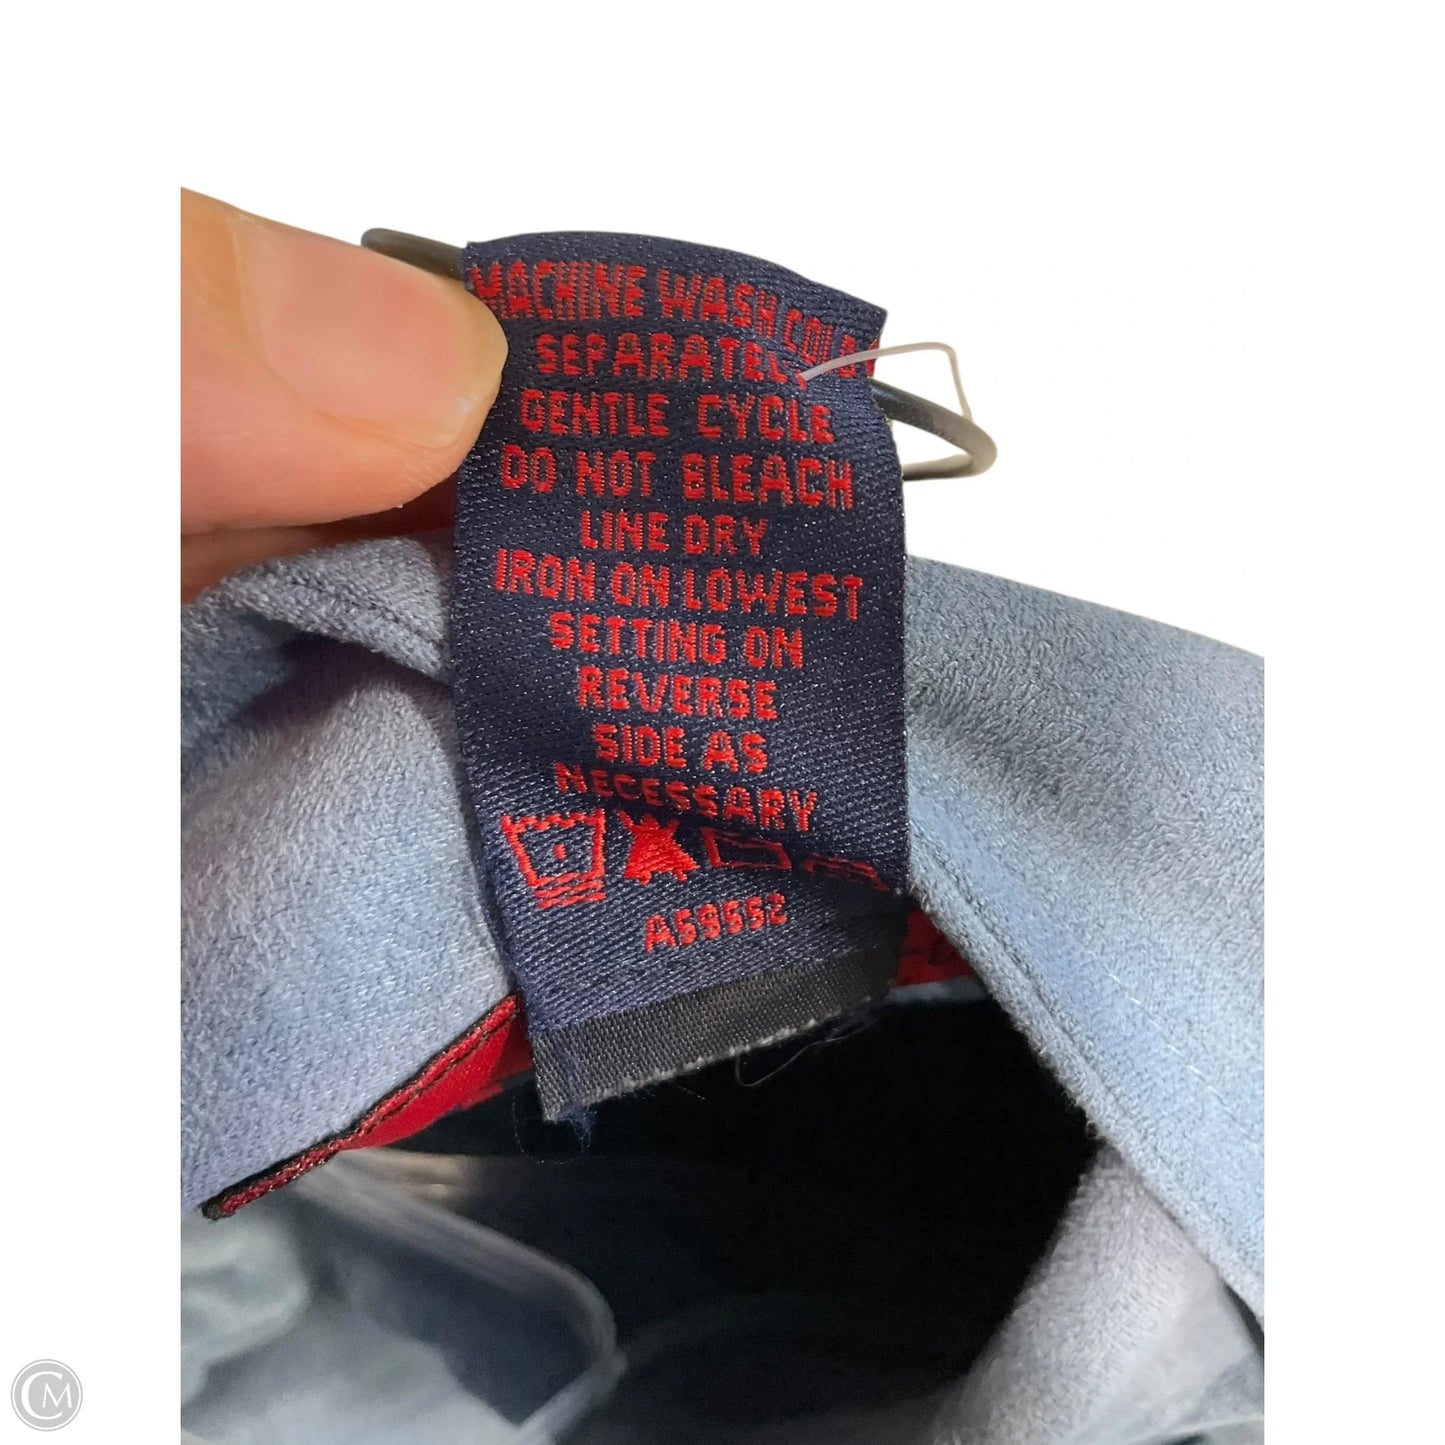 MACHINE WASH COLD
SEPARATELY
GENTLE CYCLE
DO NOT BLEACH
LINE DRY
IRON ON LOWEST
SETTING ON
REVERSE
SIDE AS
NECESSARY
A59552
CM